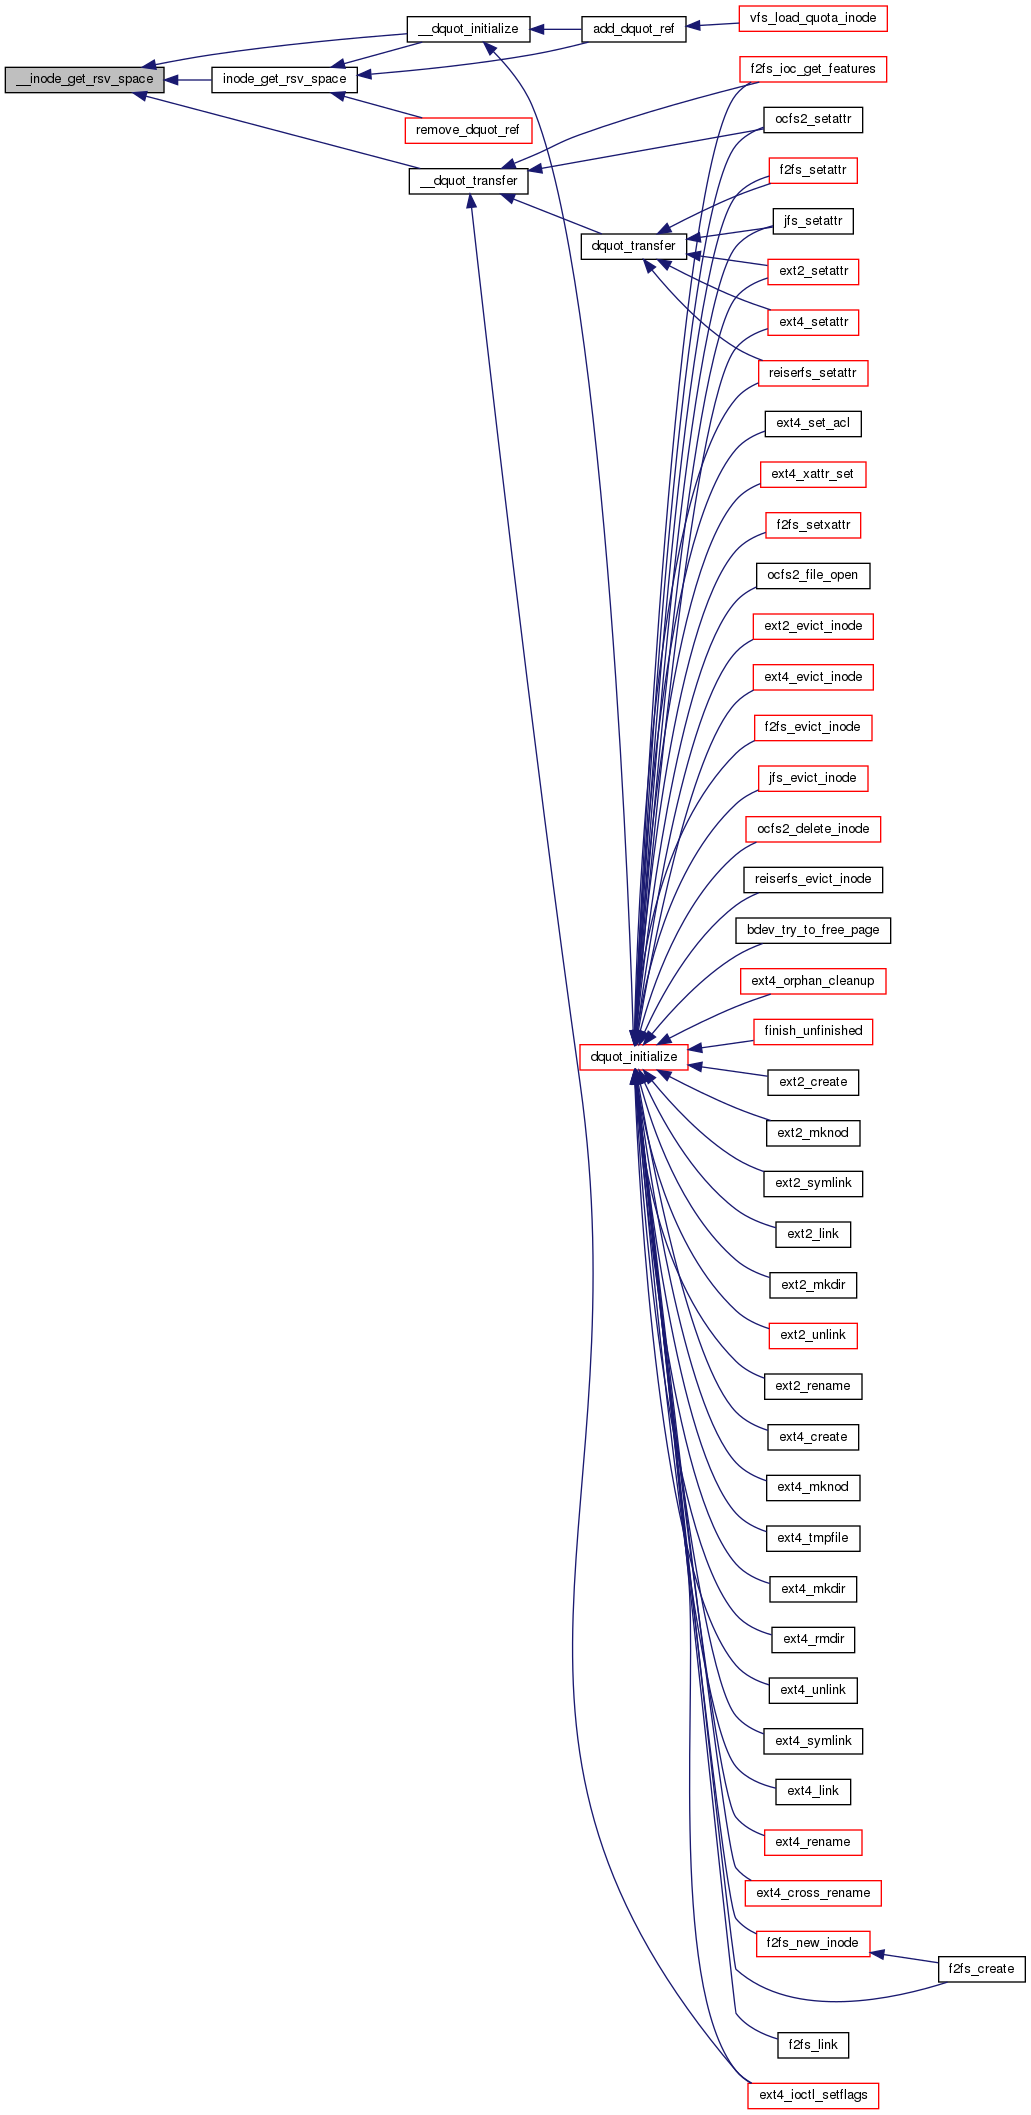 __inode_get_rsv_space
__dquot_initialize
inode_get_rsv_space
add_dquot_ref
vfs_load_quota_inode
remove_dquot_ref
__dquot_transfer
dquot_transfer
dquot_initialize
f2fs_ioc_get_features
ocfs2_setattr
f2fs_setattr
jfs_setattr
ext2_setattr
ext4_setattr
reiserfs_setattr
ext4_set_acl
ext4_xattr_set
f2fs_setxattr
ocfs2_file_open
ext2_evict_inode
ext4_evict_inode
f2fs_evict_inode
jfs_evict_inode
ocfs2_delete_inode
reiserfs_evict_inode
bdev_try_to_free_page
ext4_orphan_cleanup
finish_unfinished
ext2_create
ext2_mknod
ext2_symlink
ext2_link
ext2_mkdir
ext2_unlink
ext2_rename
ext4_create
ext4_mknod
ext4_tmpfile
ext4_mkdir
ext4_rmdir
ext4_unlink
ext4_symlink
ext4_link
ext4_rename
ext4_cross_rename
f2fs_new_inode
f2fs_create
f2fs_link
ext4_ioctl_setflags